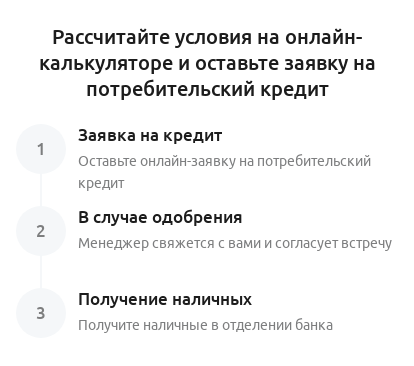 Рассчитайте условия на онлайн-
калькуляторе и оставьте заявку на
потребительский кредит
1
Заявка на кредит
Оставьте онлайн-заявку на потребительский
кредит
2
В случае одобрения
Менеджер свяжется с вами и согласует встречу
3
Получение наличных
Получите наличные в отделении банка